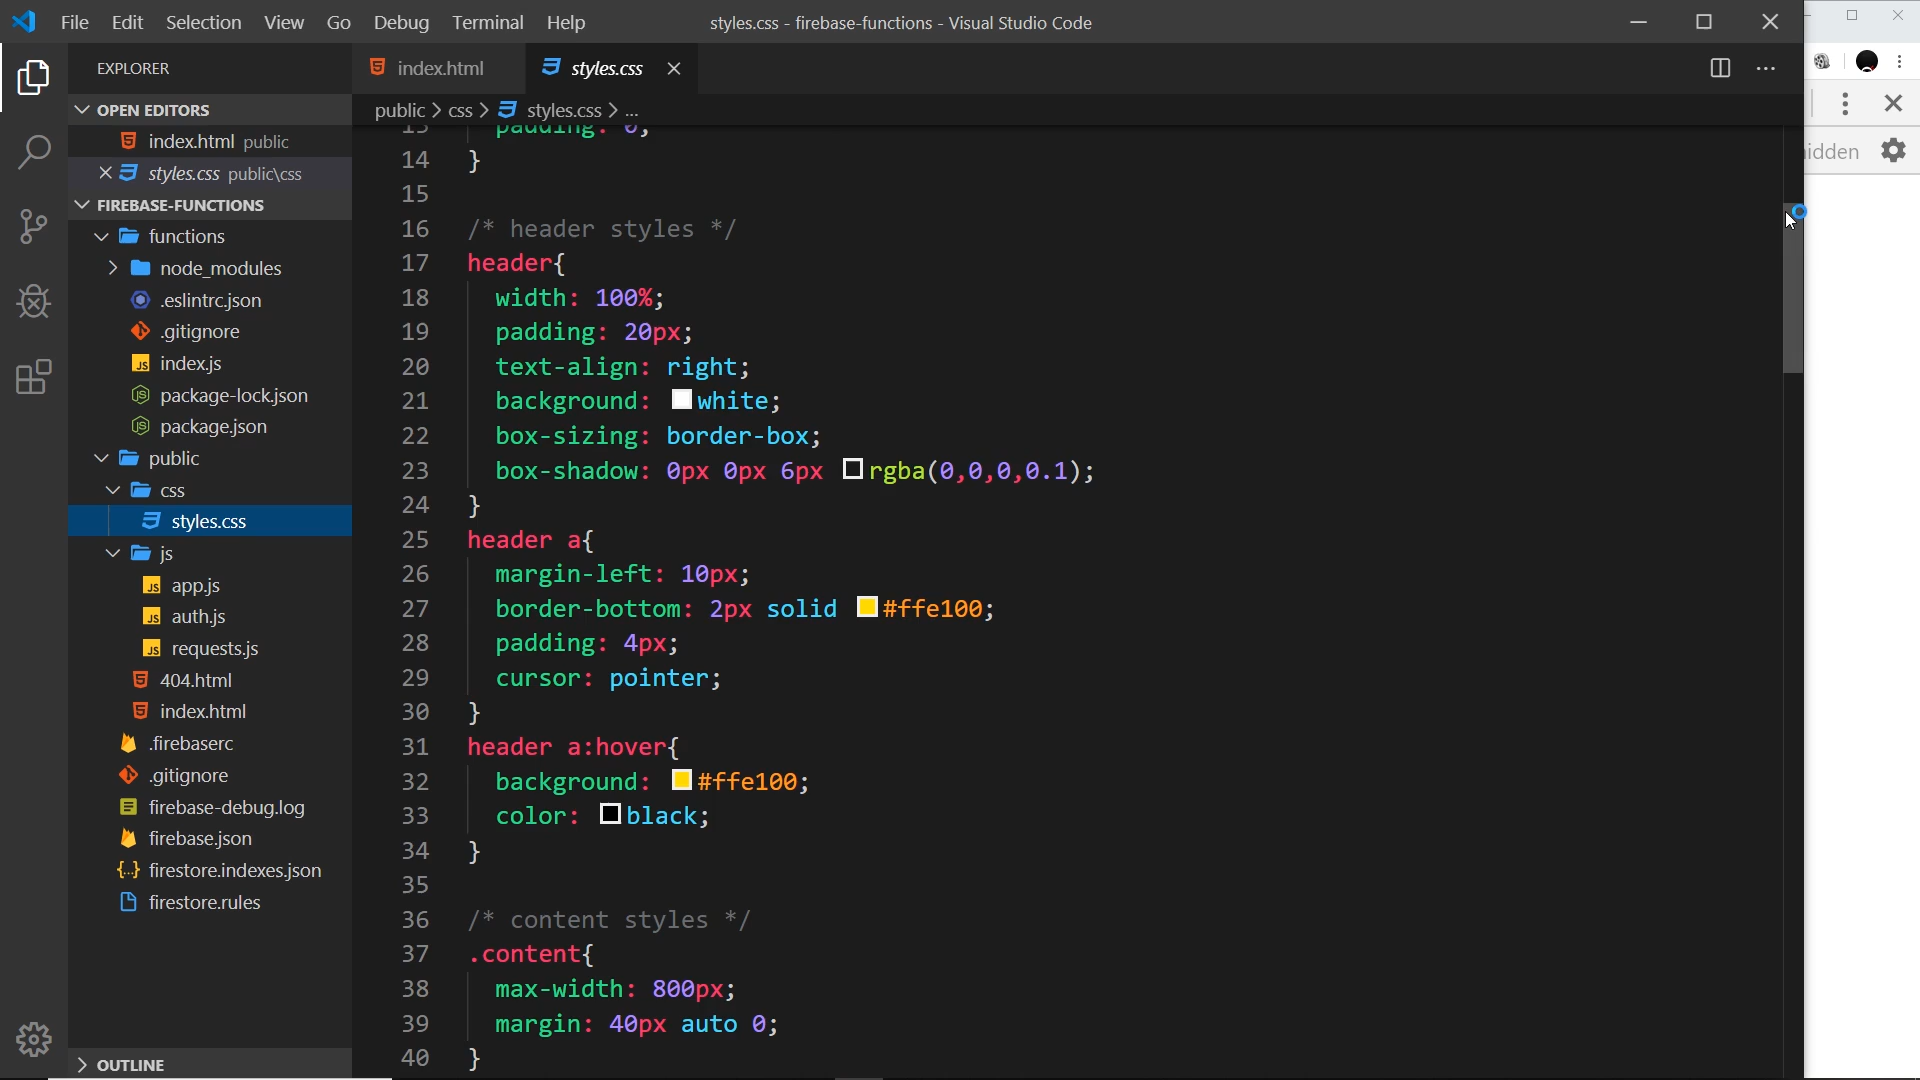 File Edit Selection View Go Debug Terminal Help styles.css - firebase-functions - Visual Studio Code
EXPLORER
OPEN EDITORS
index.html public
styles.css public\css
FIREBASE-FUNCTIONS
functions
node_modules
.eslintrc.json
.gitignore
index.js
package-lock.json
package.json
public
css
styles.css
js
app.js
auth.js
requests.js
404.html
index.html
.firebaserc
.gitignore
firebase-debug.log
firebase.json
firestore.indexes.json
firestore.rules
OUTLINE
index.html styles.css
public > css > styles.css > ...
13 padding: 0;
14 }
15
16 /* header styles */
17 header{
18 width: 100%;
19 padding: 20px;
20 text-align: right;
21 background: white;
22 box-sizing: border-box;
23 box-shadow: 0px 0px 6px rgba(0,0,0,0.1);
24 }
25 header a{
26 margin-left: 10px;
27 border-bottom: 2px solid #ffe100;
28 padding: 4px;
29 cursor: pointer;
30 }
31 header a:hover{
32 background: #ffe100;
33 color: black;
34 }
35
36 /* content styles */
37 .content{
38 max-width: 800px;
39 margin: 40px auto 0;
40 }
idden